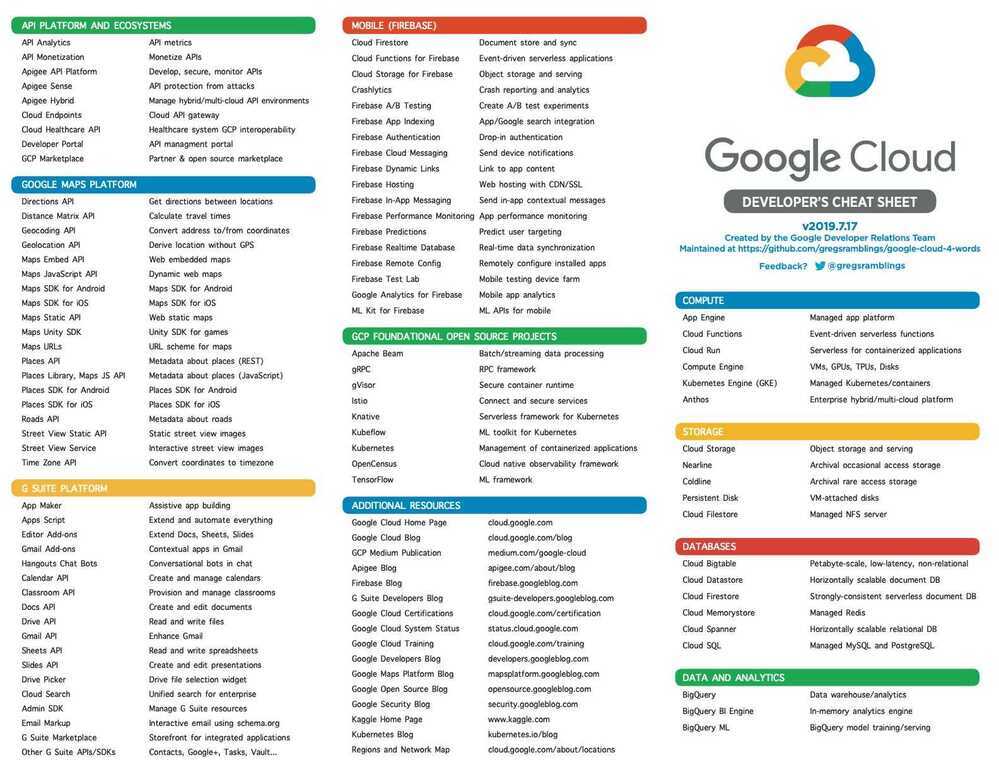 API PLATFORM AND ECOSYSTEMS
API Analytics API metrics
API Monetization Monetize APIs
Apigee API Platform Develop, secure, monitor APIs
Apigee Sense API protection from attacks
Apigee Hybrid Manage hybrid/multi-cloud API environments
Cloud Endpoints Cloud API gateway
Cloud Healthcare API Healthcare system GCP interoperability
Developer Portal API managment portal
GCP Marketplace Partner & open source marketplace
GOOGLE MAPS PLATFORM
Directions API Get directions between locations
Distance Matrix API Calculate travel times
Geocoding API Convert address to/from coordinates
Geolocation API Derive location without GPS
Maps Embed API Web embedded maps
Maps JavaScript API Dynamic web maps
Maps SDK for Android Maps SDK for Android
Maps SDK for iOS Maps SDK for iOS
Maps Static API Web static maps
Maps Unity SDK Unity SDK for games
Maps URLs URL scheme for maps
Places API Metadata about places (REST)
Places Library, Maps JS API Metadata about places (JavaScript)
Places SDK for Android Places SDK for Android
Places SDK for iOS Places SDK for iOS
Roads API Metadata about roads
Street View Static API Static street view images
Street View Service Interactive street view images
Time Zone API Convert coordinates to timezone
G SUITE PLATFORM
App Maker Assistive app building
Apps Script Extend and automate everything
Editor Add-ons Extend Docs, Sheets, Slides
Gmail Add-ons Contextual apps in Gmail
Hangouts Chat Bots Conversational bots in chat
Calendar API Create and manage calendars
Classroom API Provision and manage classrooms
Docs API Create and edit documents
Drive API Read and write files
Gmail API Enhance Gmail
Sheets API Read and write spreadsheets
Slides API Create and edit presentations
Drive Picker Drive file selection widget
Cloud Search Unified search for enterprise
Admin SDK Manage G Suite resources
Email Markup Interactive email using schema.org
G Suite Marketplace Storefront for integrated applications
Other G Suite APIs/SDKs Contacts, Google+, Tasks, Vault...
MOBILE (FIREBASE)
Cloud Firestore Document store and sync
Cloud Functions for Firebase Event-driven serverless applications
Cloud Storage for Firebase Object storage and serving
Crashlytics Crash reporting and analytics
Firebase A/B Testing Create A/B test experiments
Firebase App Indexing App/Google search integration
Firebase Authentication Drop-in authentication
Firebase Cloud Messaging Send device notifications
Firebase Dynamic Links Link to app content
Firebase Hosting Web hosting with CDN/SSL
Firebase In-App Messaging Send in-app contextual messages
Firebase Performance Monitoring App performance monitoring
Firebase Predictions Predict user targeting
Firebase Realtime Database Real-time data synchronization
Firebase Remote Config Remotely configure installed apps
Firebase Test Lab Mobile testing device farm
Google Analytics for Firebase Mobile app analytics
ML Kit for Firebase ML APIs for mobile
GCP FOUNDATIONAL OPEN SOURCE PROJECTS
Apache Beam Batch/streaming data processing
gRPC RPC framework
gVisor Secure container runtime
Istio Connect and secure services
Knative Serverless framework for Kubernetes
Kubeflow ML toolkit for Kubernetes
Kubernetes Management of containerized applications
OpenCensus Cloud native observability framework
TensorFlow ML framework
ADDITIONAL RESOURCES
Google Cloud Home Page cloud.google.com
Google Cloud Blog cloud.google.com/blog
GCP Medium Publication medium.com/google-cloud
Apigee Blog apigee.com/about/blog
Firebase Blog firebase.googleblog.com
G Suite Developers Blog gsuite-developers.googleblog.com
Google Cloud Certifications cloud.google.com/certification
Google Cloud System Status status.cloud.google.com
Google Cloud Training cloud.google.com/training
Google Developers Blog developers.googleblog.com
Google Maps Platform Blog mapsplatform.googleblog.com
Google Open Source Blog opensource.googleblog.com
Google Security Blog security.googleblog.com
Kaggle Home Page www.kaggle.com
Kubernetes Blog kubernetes.io/blog
Regions and Network Map cloud.google.com/about/locations
Google Cloud
DEVELOPER'S CHEAT SHEET
v2019.7.17
Created by the Google Developer Relations Team
Maintained at https://github.com/gregsramblings/google-cloud-4-words
Feedback? @gregsramblings
COMPUTE
App Engine Managed app platform
Cloud Functions Event-driven serverless functions
Cloud Run Serverless for containerized applications
Compute Engine VMs, GPUs, TPUs, Disks
Kubernetes Engine (GKE) Managed Kubernetes/containers
Anthos Enterprise hybrid/multi-cloud platform
STORAGE
Cloud Storage Object storage and serving
Nearline Archival occasional access storage
Coldline Archival rare access storage
Persistent Disk VM-attached disks
Cloud Filestore Managed NFS server
DATABASES
Cloud Bigtable Petabyte-scale, low-latency, non-relational
Cloud Datastore Horizontally scalable document DB
Cloud Firestore Strongly-consistent serverless document DB
Cloud Memorystore Managed Redis
Cloud Spanner Horizontally scalable relational DB
Cloud SQL Managed MySQL and PostgreSQL
DATA AND ANALYTICS
BigQuery Data warehouse/analytics
BigQuery BI Engine In-memory analytics engine
BigQuery ML BigQuery model training/serving